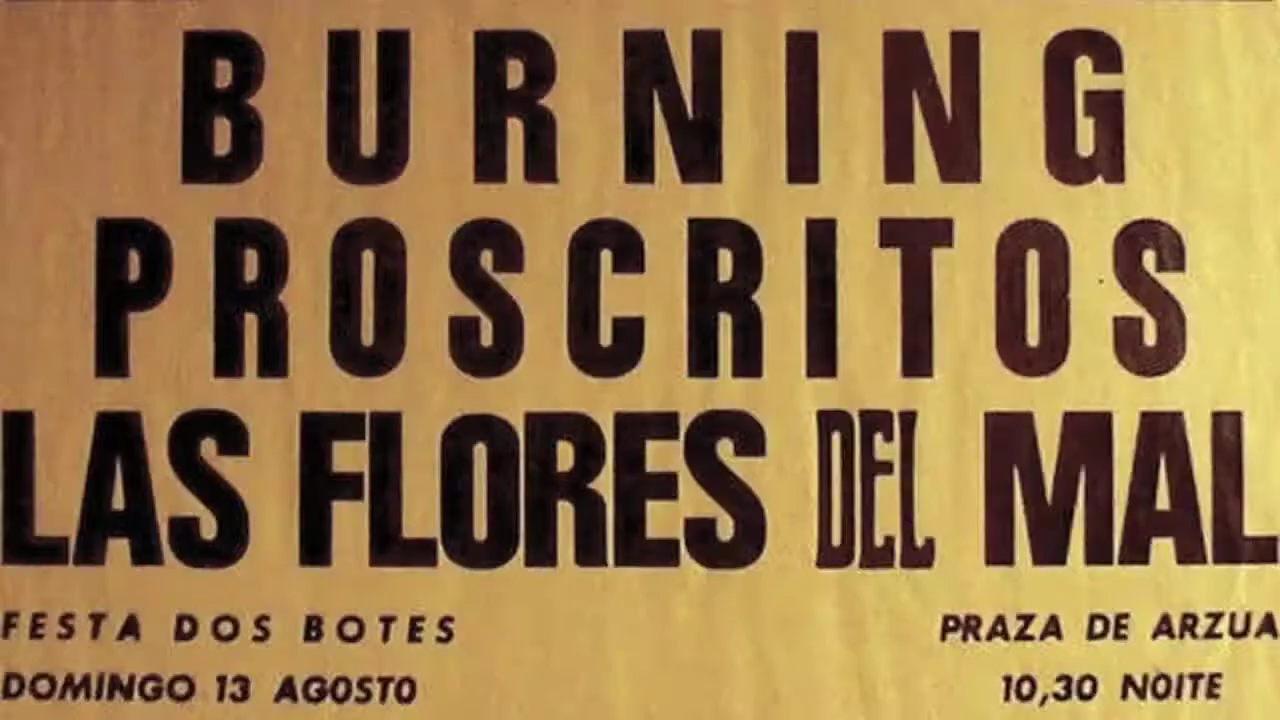 BURNING
PROSCRITOS
LAS FLORES DEL MAL
FESTA DOS BOTES
PRAZA DE ARZUA
DOMINGO 13 AGOSTO
10,30 NOITE